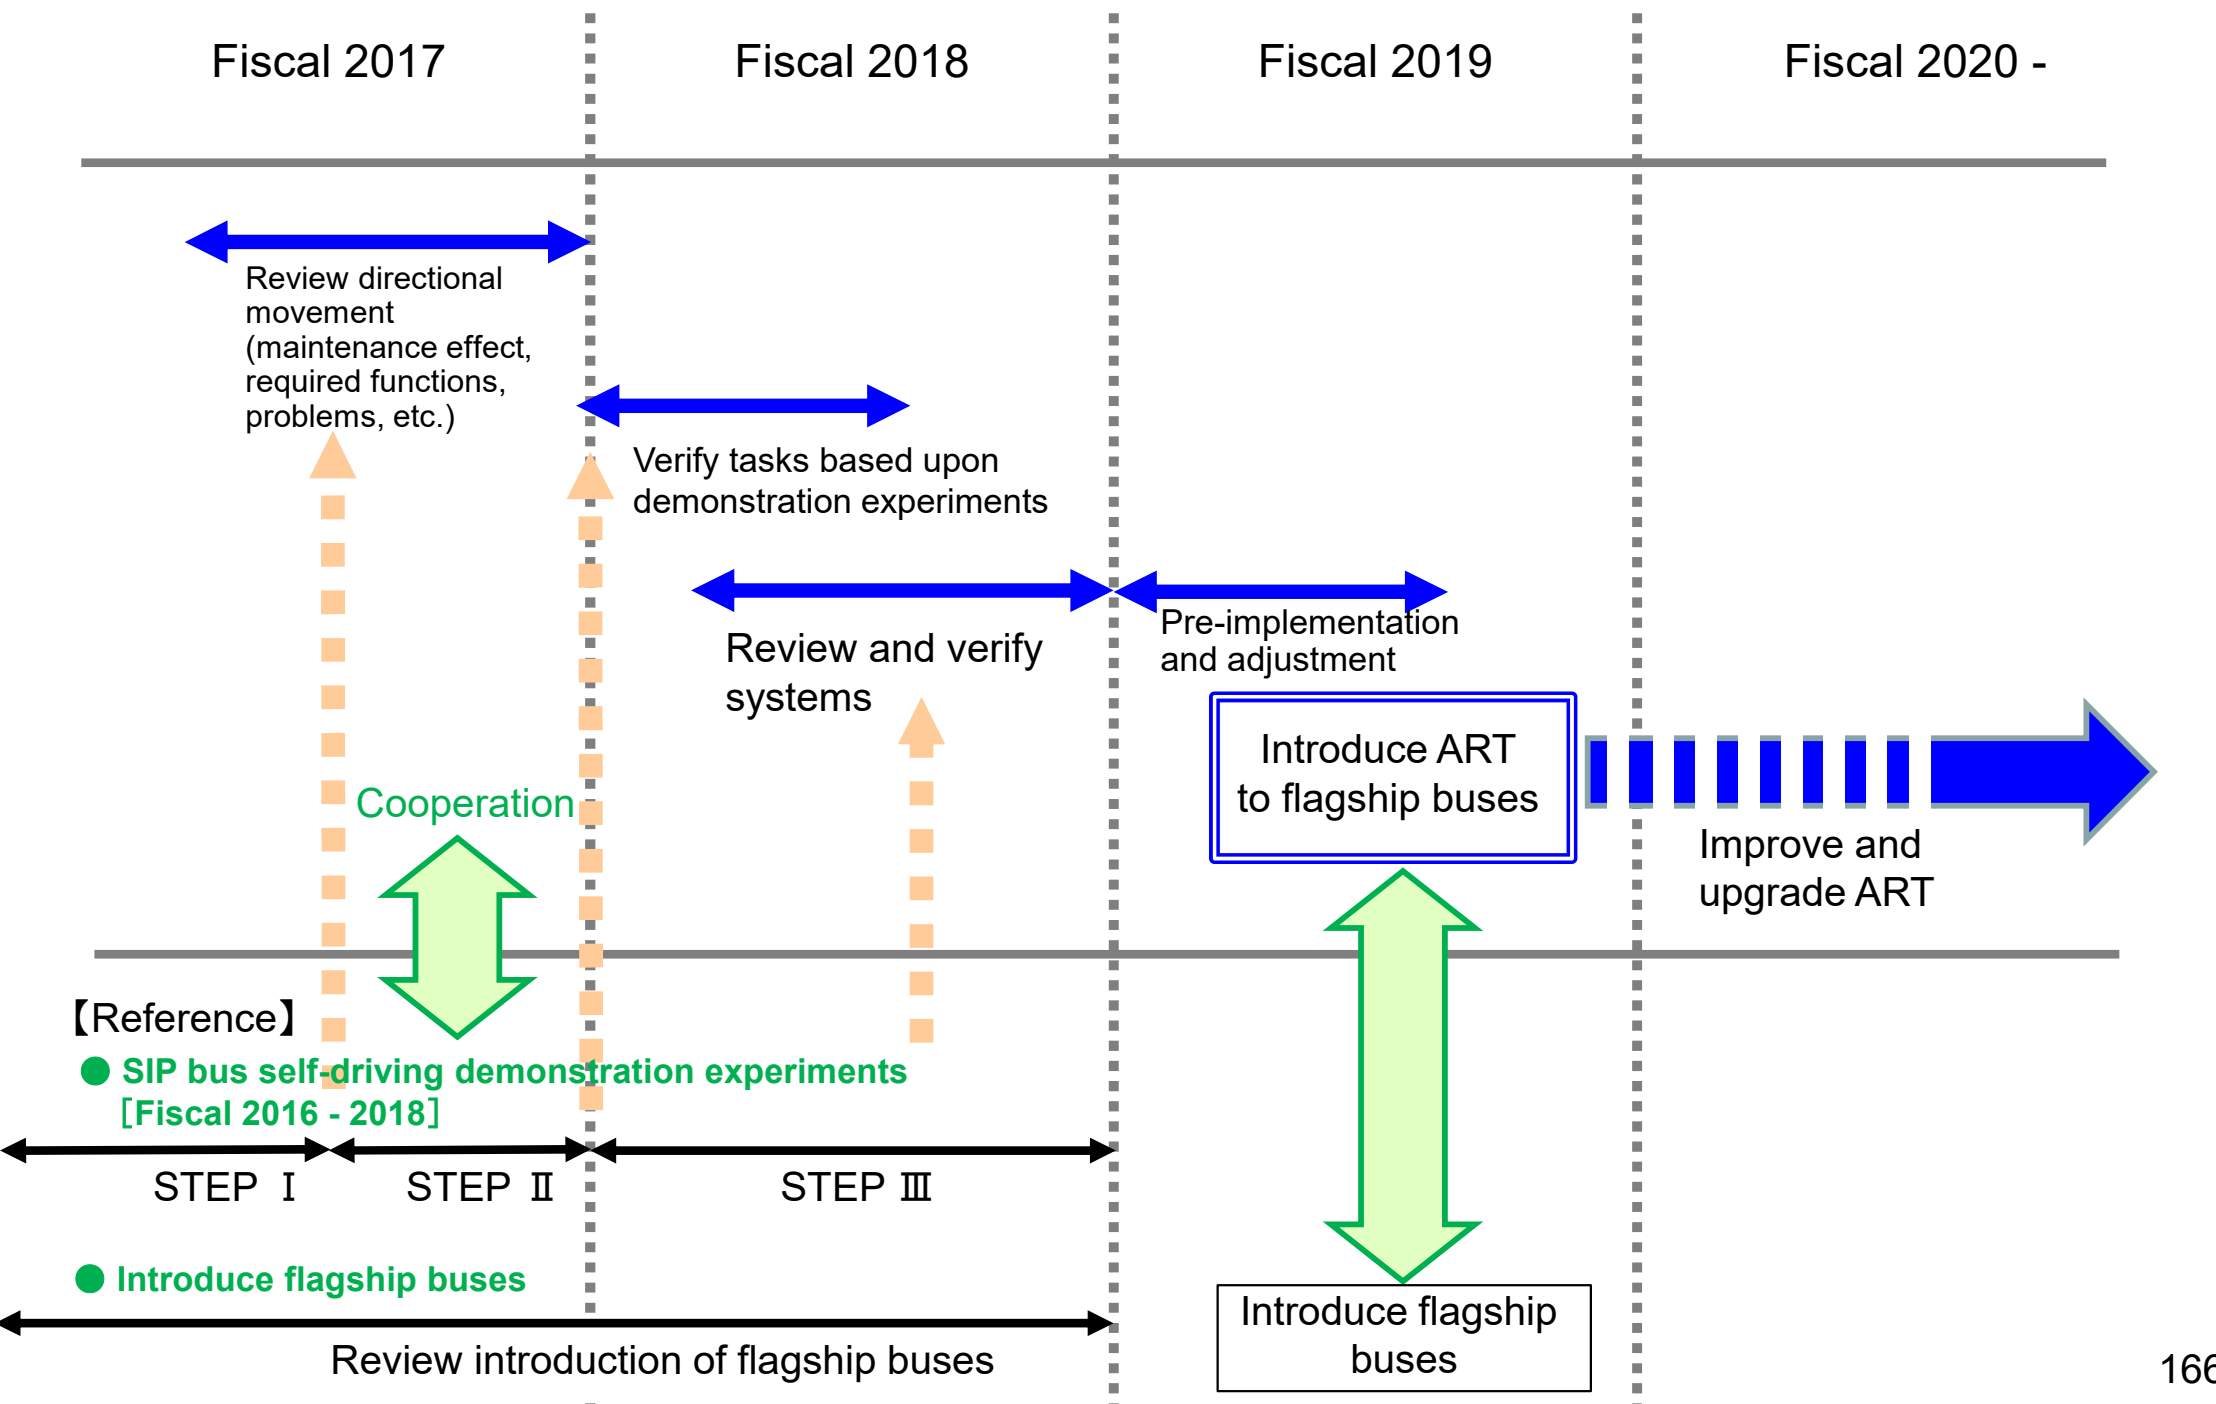 Fiscal 2017
Fiscal 2018
Fiscal 2019
Fiscal 2020 -
Review directional
movement
(maintenance effect,
required functions,
problems, etc.)
Verify tasks based upon
demonstration experiments
Review and verify
systems
Pre-implementation
and adjustment
Introduce ART
to flagship buses
Improve and
upgrade ART
Cooperation
【Reference】
● SIP bus self-driving demonstration experiments
［Fiscal 2016 - 2018］
STEP Ⅰ
STEP Ⅱ
STEP Ⅲ
● Introduce flagship buses
Review introduction of flagship buses
Introduce flagship
buses
166